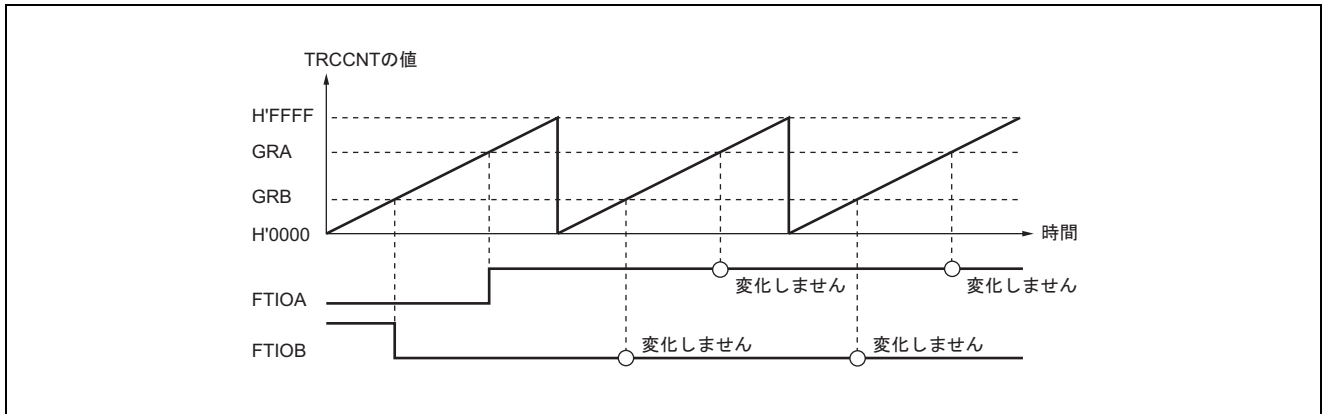 TRCCNTの値
H'FFFF
GRA
GRB
H'0000
時間
FTIOA
変化しません
変化しません
FTIOB
変化しません
変化しません